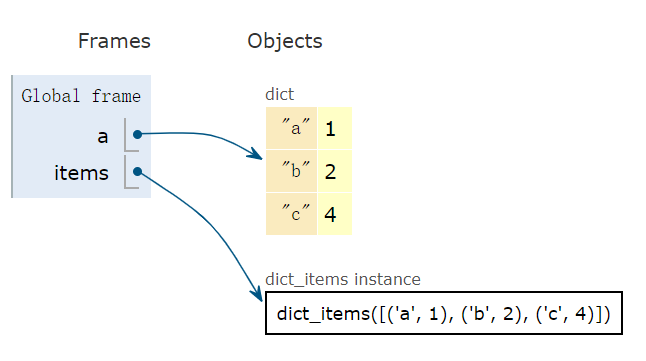 Frames Objects
Global frame
a
items
dict
"a" 1
"b" 2
"c" 4
dict_items instance
dict_items([('a', 1), ('b', 2), ('c', 4)])